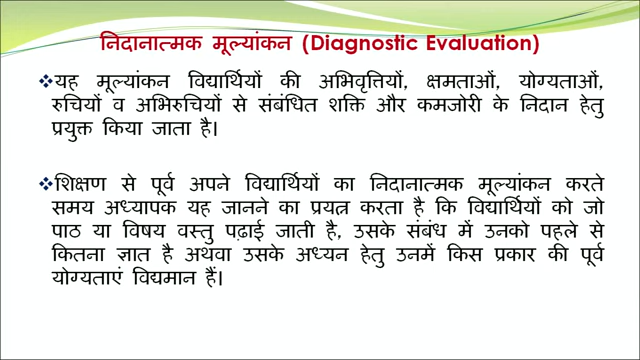 निदानात्मक मूल्यांकन (Diagnostic Evaluation)
❖यह मूल्यांकन विद्यार्थियों की अभिवृत्तियों, क्षमताओं, योग्यताओं,
रुचियों व अभिरुचियों से संबंधित शक्ति और कमजोरी के निदान हेतु
प्रयुक्त किया जाता है।
❖शिक्षण से पूर्व अपने विद्यार्थियों का निदानात्मक मूल्यांकन करते
समय अध्यापक यह जानने का प्रयत्न करता है कि विद्यार्थियों को जो
पाठ या विषय वस्तु पढ़ाई जाती है, उसके संबंध में उनको पहले से
कितना ज्ञात है अथवा उसके अध्यन हेतु उनमें किस प्रकार की पूर्व
योग्यताएं विद्यमान हैं।